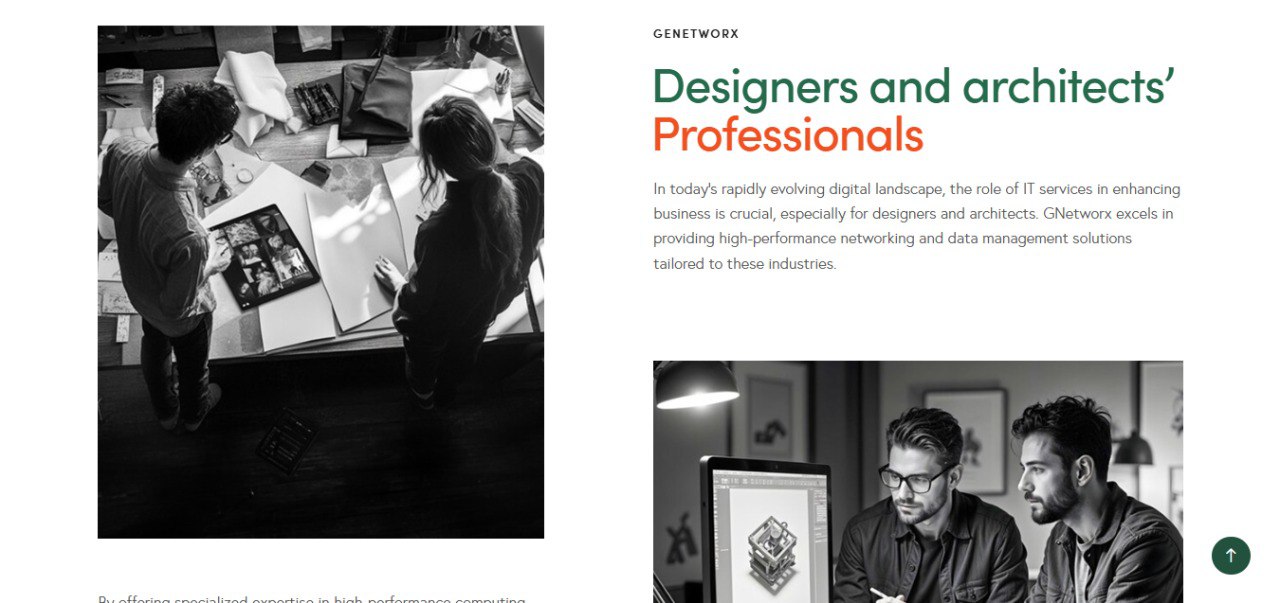 GENETWORX
Designers and architects’
Professionals
In today's rapidly evolving digital landscape, the role of IT services in enhancing
business is crucial, especially for designers and architects. GNetworx excels in
providing high-performance networking and data management solutions
tailored to these industries.
By offering specialized expertise in high-performance computing